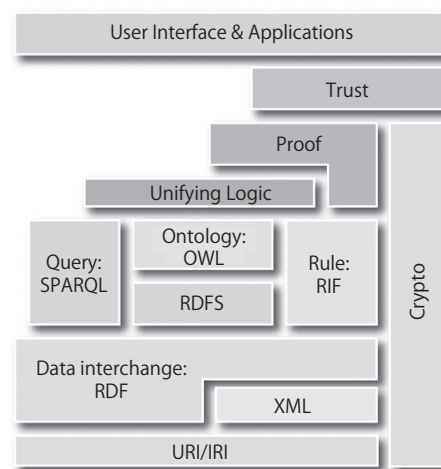 User Interface & Applications
Trust
Proof
Unifying Logic
Query:
SPARQL
Ontology:
OWL
RDFS
Rule:
RIF
Crypto
Data interchange:
RDF
XML
URI/IRI